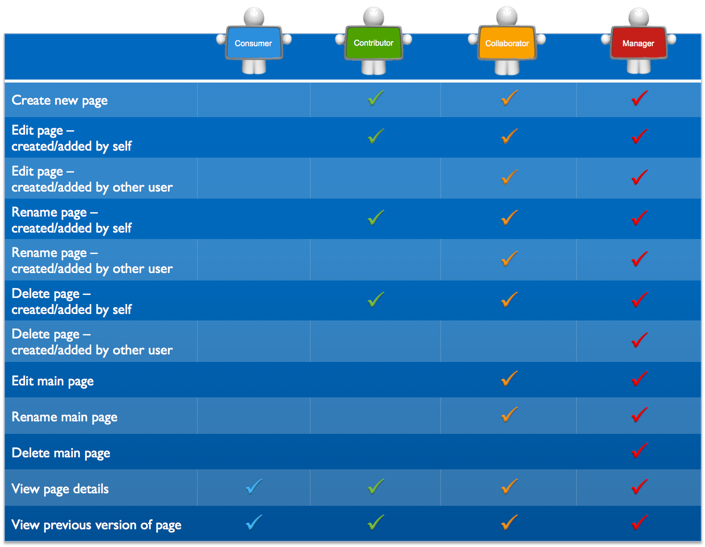 Consumer
Contributor
Collaborator
Manager
Create new page
Edit page –
created/added by self
Edit page –
created/added by other user
Rename page –
created/added by self
Rename page –
created/added by other user
Delete page –
created/added by self
Delete page –
created/added by other user
Edit main page
Rename main page
Delete main page
View page details
View previous version of page